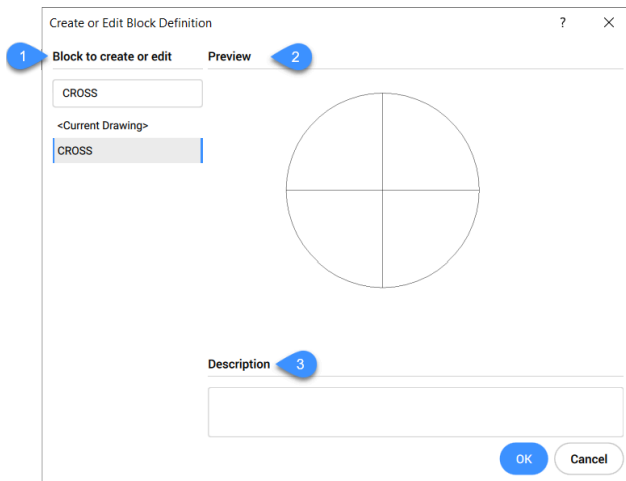 Create or Edit Block Definition ? ×
1 Block to create or edit
Preview 2
CROSS
<Current Drawing>
CROSS
Description 3
OK Cancel